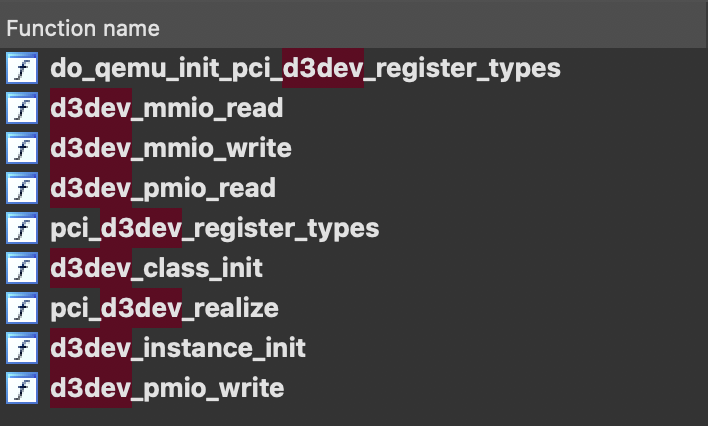 Function name
f do_qemu_init_pci_d3dev_register_types
f d3dev_mmio_read
f d3dev_mmio_write
f d3dev_pmio_read
f pci_d3dev_register_types
f d3dev_class_init
f pci_d3dev_realize
f d3dev_instance_init
f d3dev_pmio_write